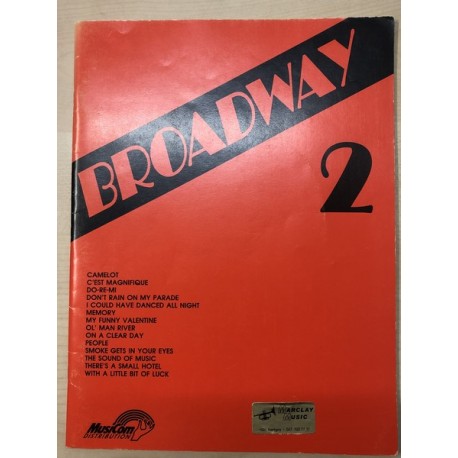 BROADWAY
2
CAMELOT
C'EST MAGNIFIQUE
DO-RE-MI
DON'T RAIN ON MY PARADE
I COULD HAVE DANCED ALL NIGHT
MEMORY
MY FUNNY VALENTINE
OL' MAN RIVER
ON A CLEAR DAY
PEOPLE
SMOKE GETS IN YOUR EYES
THE SOUND OF MUSIC
THERE'S A SMALL HOTEL
WITH A LITTLE BIT OF LUCK
MusiCom
DISTRIBUTION
BARCLAY
MUSIC